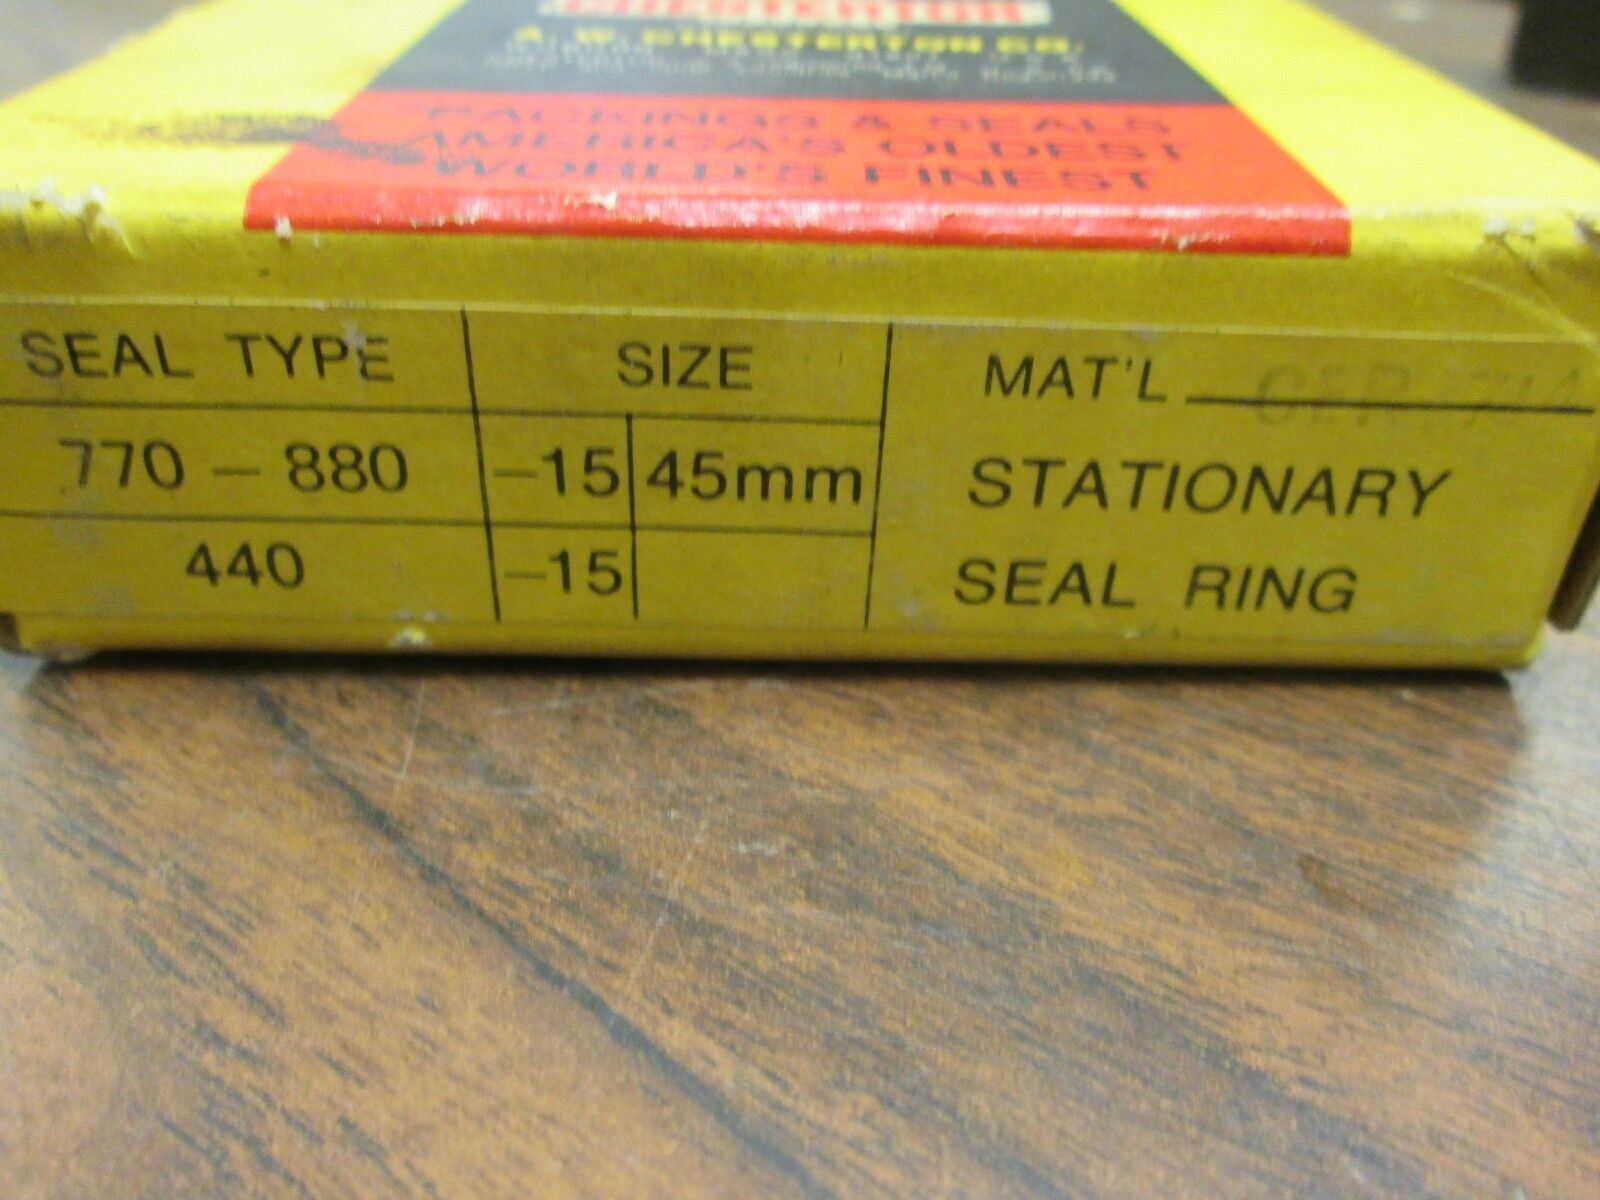 CHESTERTON
A. W. CHESTERTON CO.
PACKINGS & SEALS
AMERICA'S OLDEST
WORLD'S FINEST
SEAL TYPE SIZE MAT'L
770 - 880 -15 45mm STATIONARY
440 -15 SEAL RING